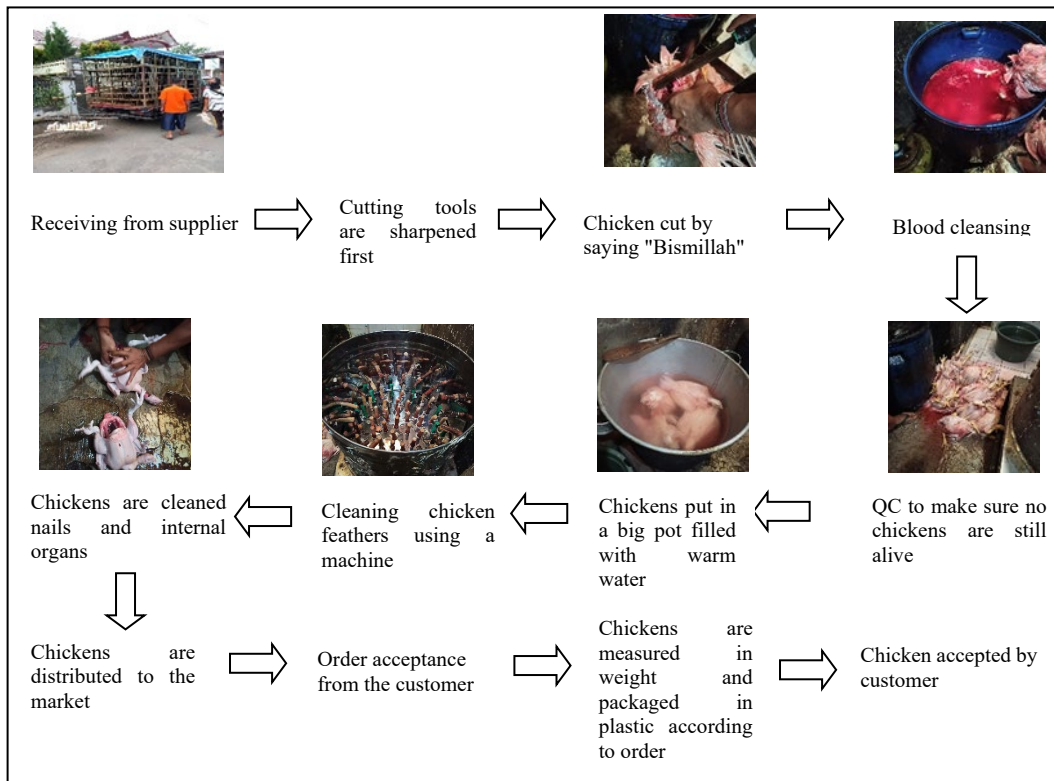 Receiving from supplier
Cutting tools
are sharpened
first
Chicken cut by
saying "Bismillah"
Blood cleansing
QC to make sure no
chickens are still
alive
Chickens put in
a big pot filled
with warm
water
Cleaning chicken
feathers using a
machine
Chickens are cleaned
nails and internal
organs
Chickens are
distributed to the
market
Order acceptance
from the customer
Chickens are
measured in
weight and
packaged in
plastic according
to order
Chicken accepted by
customer